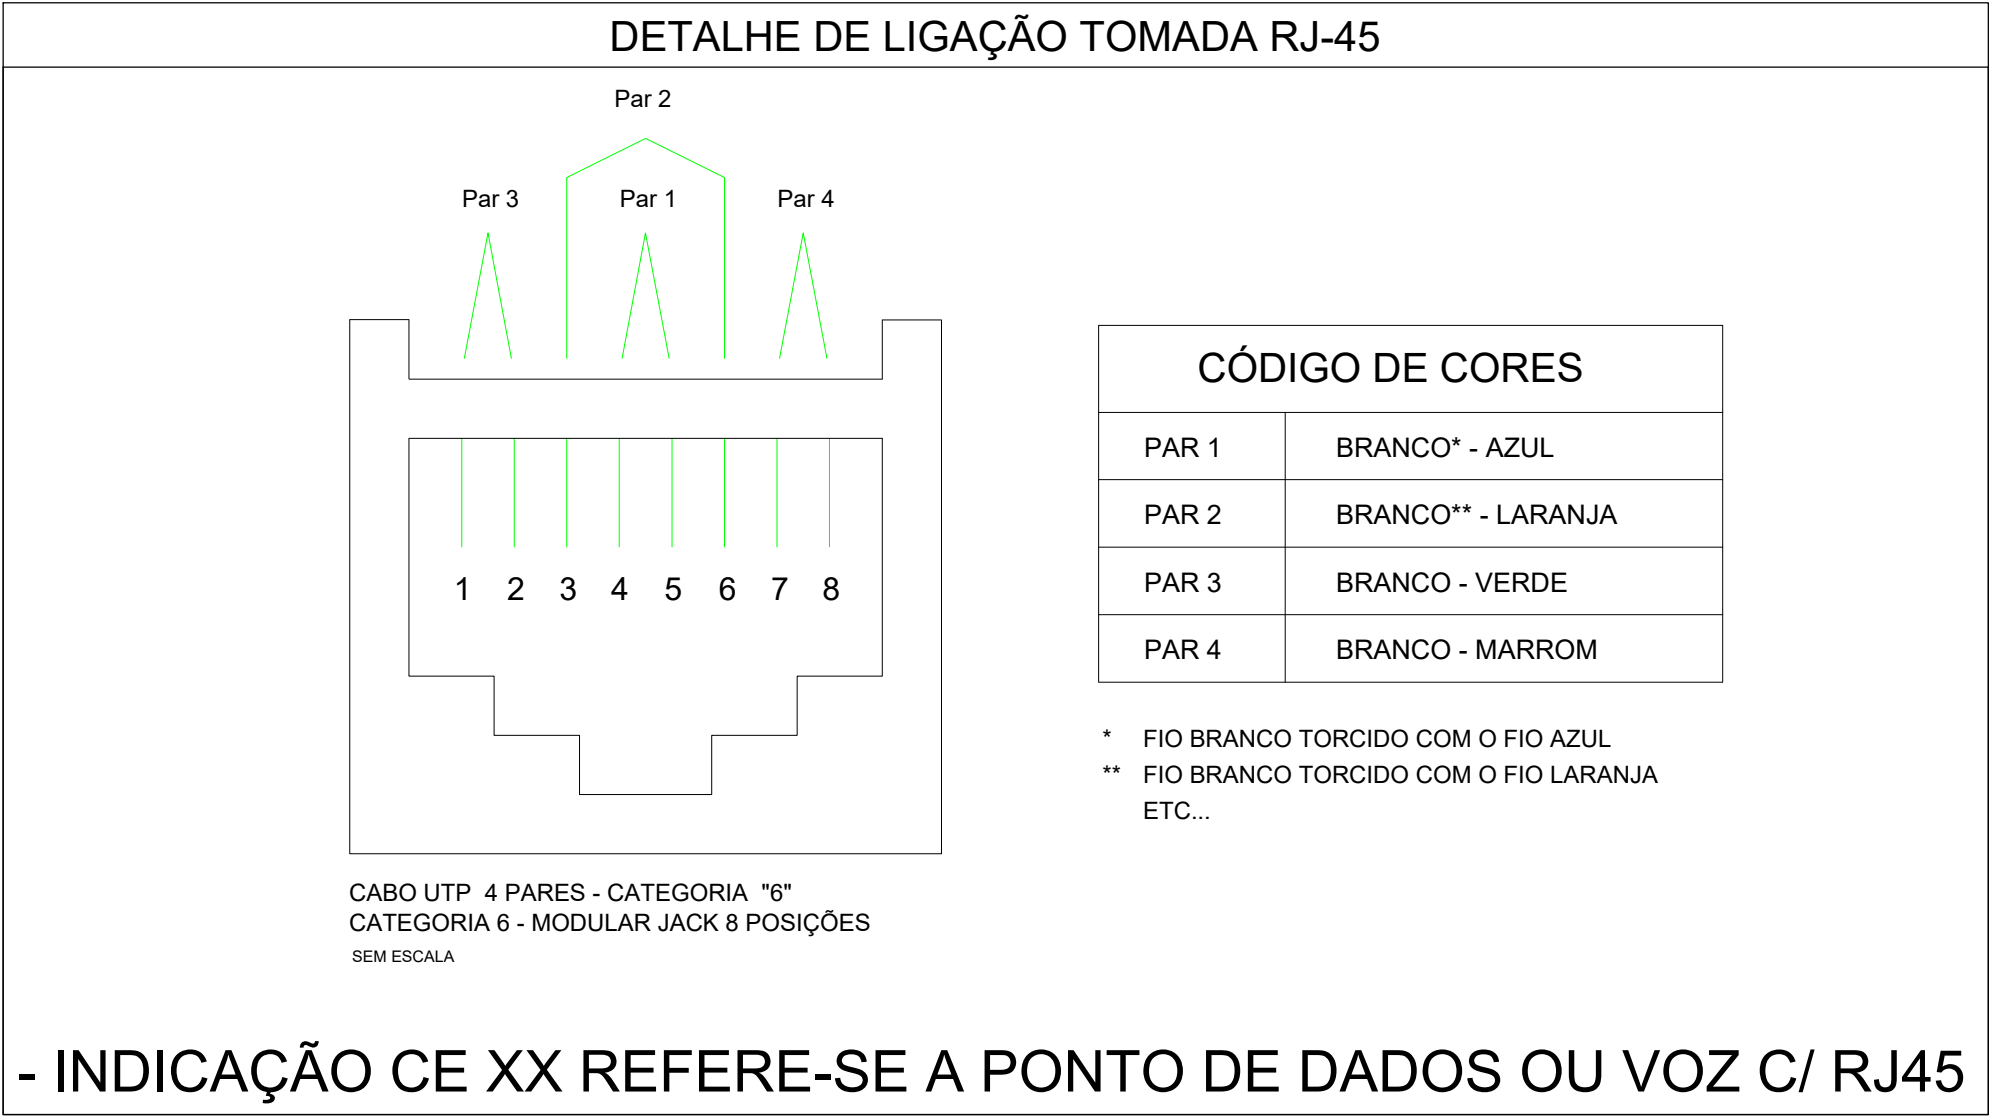 DETALHE DE LIGAÇÃO TOMADA RJ-45
Par 2
Par 3 Par 1 Par 4
1 2 3 4 5 6 7 8
CABO UTP 4 PARES - CATEGORIA "6"
CATEGORIA 6 - MODULAR JACK 8 POSIÇÕES
SEM ESCALA
CÓDIGO DE CORES
PAR 1 BRANCO* - AZUL
PAR 2 BRANCO** - LARANJA
PAR 3 BRANCO - VERDE
PAR 4 BRANCO - MARROM
* FIO BRANCO TORCIDO COM O FIO AZUL
** FIO BRANCO TORCIDO COM O FIO LARANJA
ETC...
- INDICAÇÃO CE XX REFERE-SE A PONTO DE DADOS OU VOZ C/ RJ45